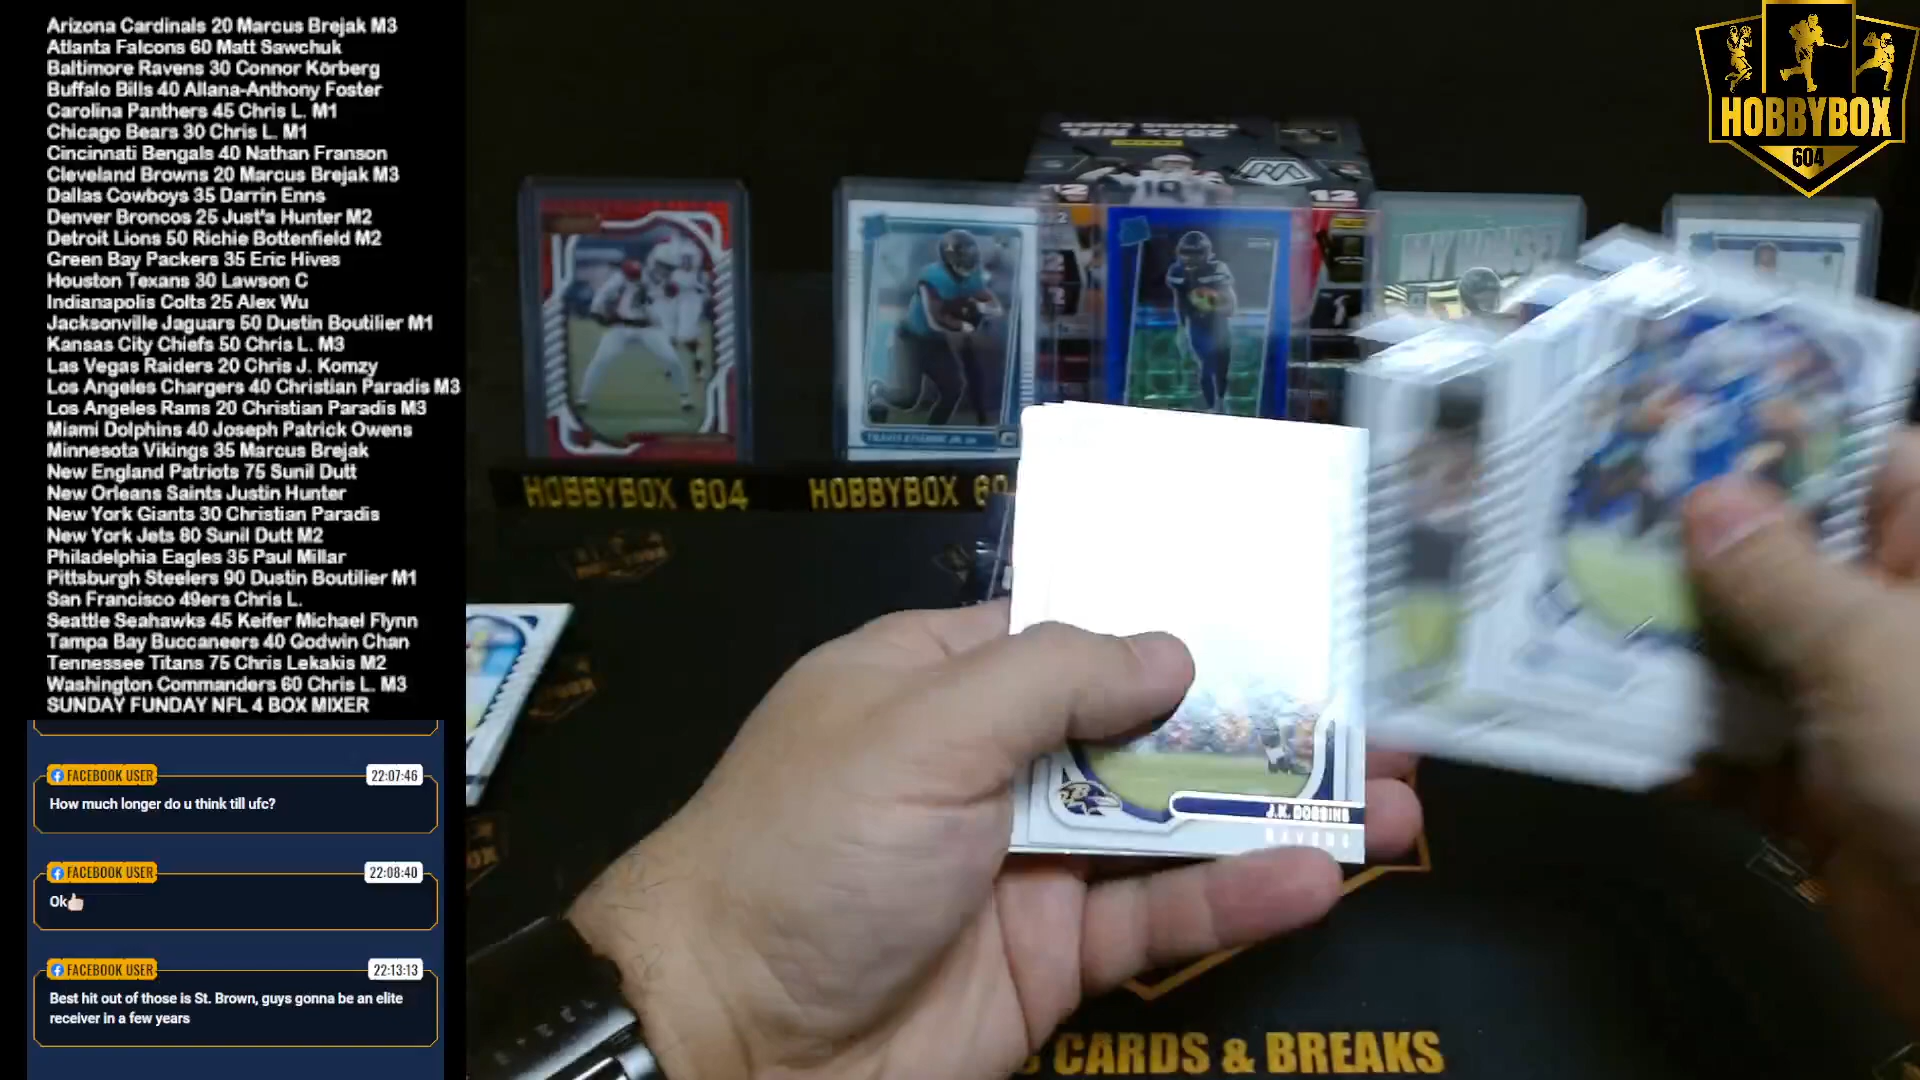 Arizona Cardinals 20 Marcus Brejak M3
Atlanta Falcons 60 Matt Sawchuk
Baltimore Ravens 30 Connor Körberg
Buffalo Bills 40 Allana-Anthony Foster
Carolina Panthers 45 Chris L. M1
Chicago Bears 30 Chris L. M1
Cincinnati Bengals 40 Nathan Franson
Cleveland Browns 20 Marcus Brejak M3
Dallas Cowboys 35 Darrin Enns
Denver Broncos 25 Just'a Hunter M2
Detroit Lions 50 Richie Bottenfield M2
Green Bay Packers 35 Eric Hives
Houston Texans 30 Lawson C
Indianapolis Colts 25 Alex Wu
Jacksonville Jaguars 50 Dustin Boutilier M1
Kansas City Chiefs 50 Chris L. M3
Las Vegas Raiders 20 Chris J. Komzy
Los Angeles Chargers 40 Christian Paradis M3
Los Angeles Rams 20 Christian Paradis M3
Miami Dolphins 40 Joseph Patrick Owens
Minnesota Vikings 35 Marcus Brejak
New England Patriots 75 Sunil Dutt
New Orleans Saints Justin Hunter
New York Giants 30 Christian Paradis
New York Jets 80 Sunil Dutt M2
Philadelphia Eagles 35 Paul Millar
Pittsburgh Steelers 90 Dustin Boutilier M1
San Francisco 49ers Chris L.
Seattle Seahawks 45 Keifer Michael Flynn
Tampa Bay Buccaneers 40 Godwin Chan
Tennessee Titans 75 Chris Lekakis M2
Washington Commanders 60 Chris L. M3
SUNDAY FUNDAY NFL 4 BOX MIXER
FACEBOOK USER 22:07:46
How much longer do u think till ufc?
FACEBOOK USER 22:08:40
Ok👍🏻
FACEBOOK USER 22:13:13
Best hit out of those is St. Brown, guys gonna be an elite
receiver in a few years
HOBBYBOX
604
2022 NFL
12
12
MY HOUSE!
TRAVIS ETIENNE JR.
HOBBYBOX 604
HOBBYBOX
J.K. DOBBINS
RAVENS
CARDS & BREAKS